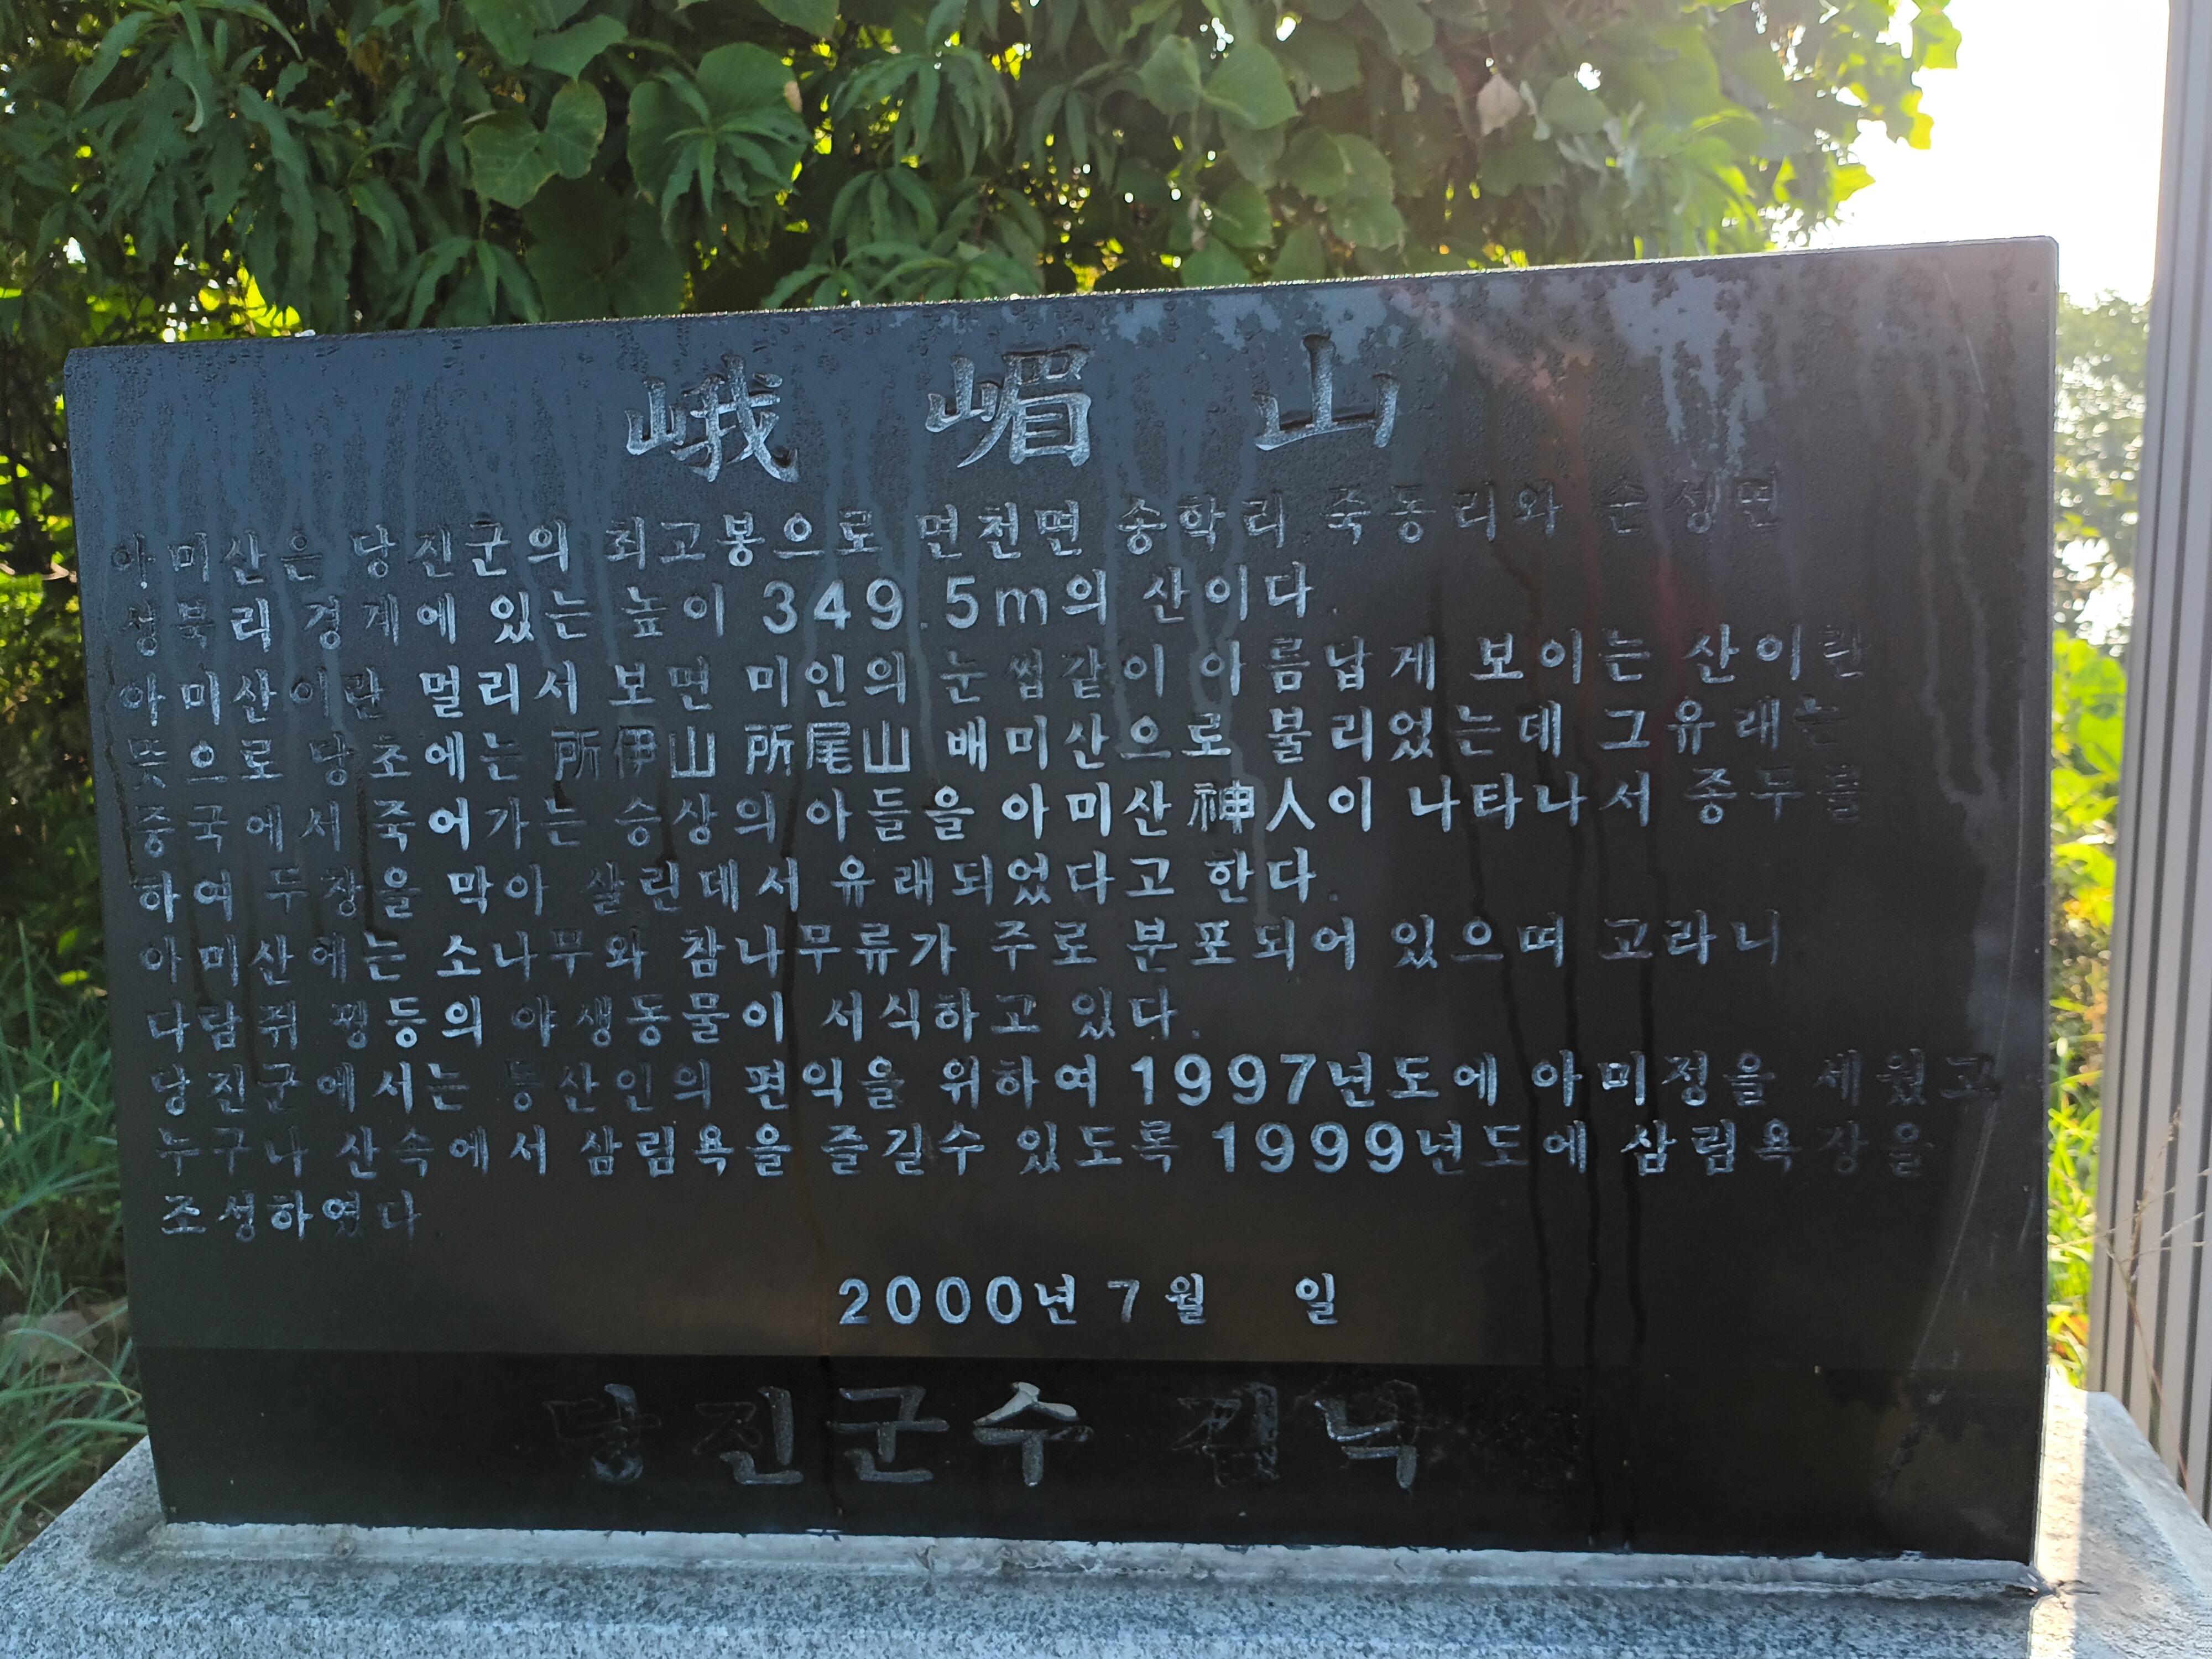 峨嵋山
아미산은 당진군의 최고봉으로 면천면 송학리 죽동리와 순성면
성북리 경계에 있는 높이 349.5m의 산이다.
아미산이란 멀리서 보면 미인의 눈썹같이 아름답게 보이는 산이란
뜻으로 당초에는 所伊山 所尾山 배미산으로 불리었는데 그유래는
중국에서 죽어가는 승상의 아들을 아미산 神人이 나타나서 종두를
하여 두창을 막아 살린데서 유래되었다고 한다.
아미산에는 소나무와 참나무류가 주로 분포되어 있으며 고라니
다람쥐 꿩등의 야생동물이 서식하고 있다.
당진군에서는 등산인의 편익을 위하여 1997년도에 아미정을 세웠고
누구나 산속에서 삼림욕을 즐길수 있도록 1999년도에 삼림욕장을
조성하였다
2000년 7월 일
당진군수 김낙